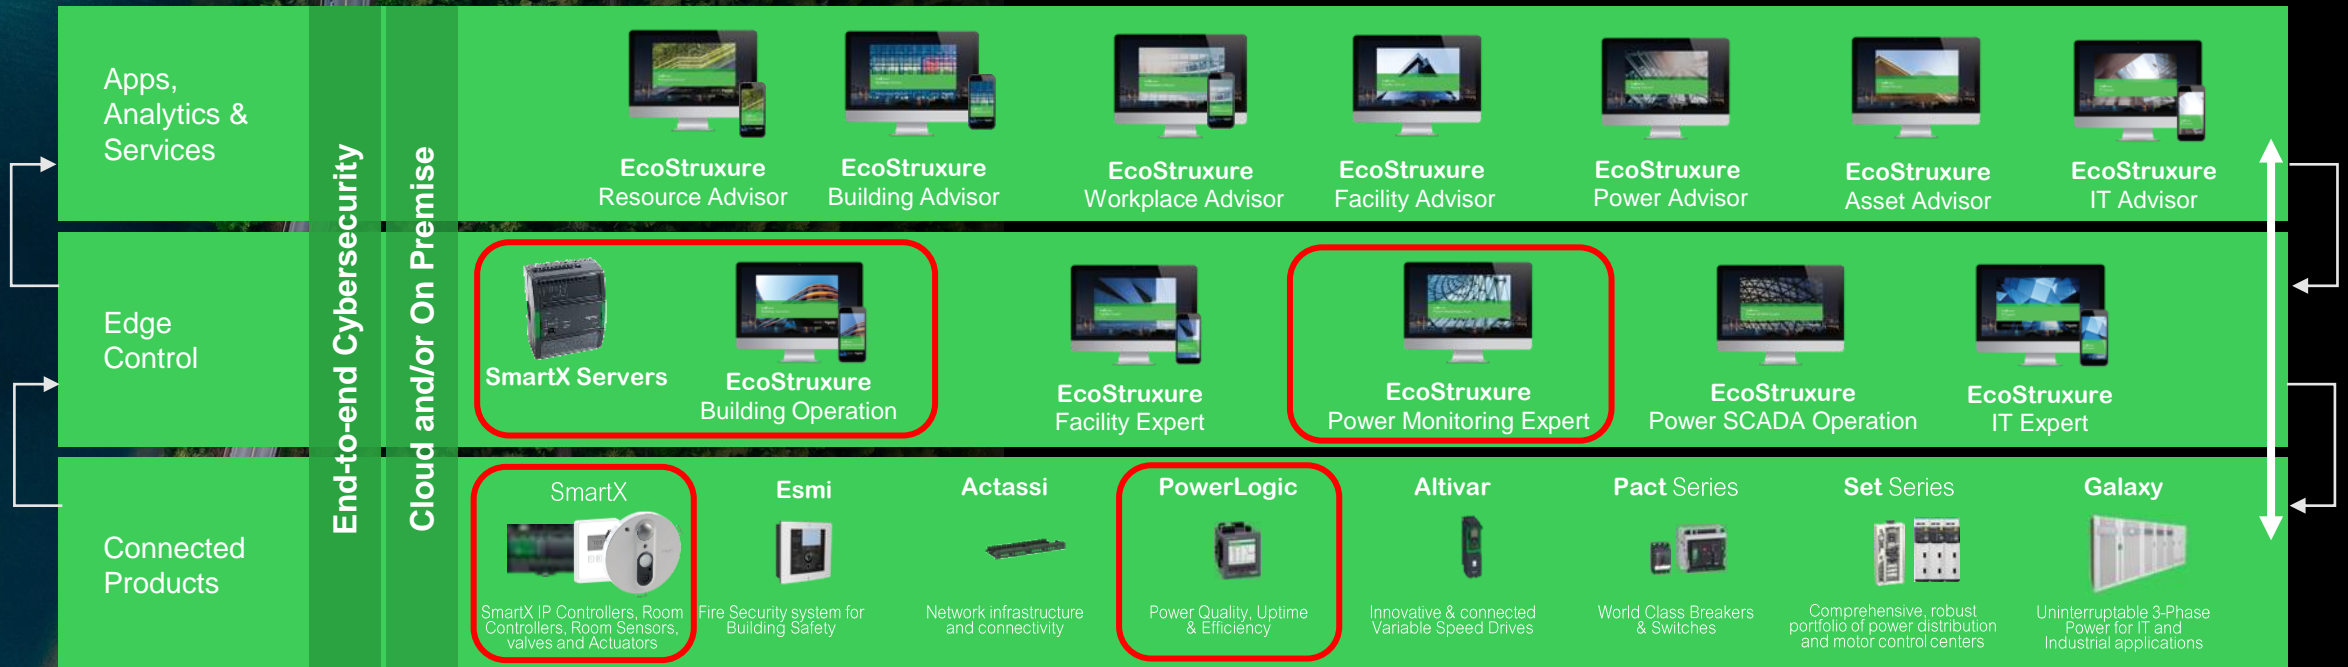 Apps,
Analytics &
Services
End-to-end Cybersecurity
Cloud and/or On Premise
EcoStruxure
Resource Advisor
EcoStruxure
Building Advisor
EcoStruxure
Workplace Advisor
EcoStruxure
Facility Advisor
EcoStruxure
Power Advisor
EcoStruxure
Asset Advisor
EcoStruxure
IT Advisor
Edge
Control
SmartX Servers
EcoStruxure
Building Operation
EcoStruxure
Facility Expert
EcoStruxure
Power Monitoring Expert
EcoStruxure
Power SCADA Operation
EcoStruxure
IT Expert
Connected
Products
SmartX
SmartX IP Controllers, Room
Controllers, Room Sensors,
valves and Actuators
Esmi
Fire Security system for
Building Safety
Actassi
Network infrastructure
and connectivity
PowerLogic
Power Quality, Uptime
& Efficiency
Altivar
Innovative & connected
Variable Speed Drives
Pact Series
World Class Breakers
& Switches
Set Series
Comprehensive, robust
portfolio of power distribution
and motor control centers
Galaxy
Uninterruptable 3-Phase
Power for IT and
Industrial applications